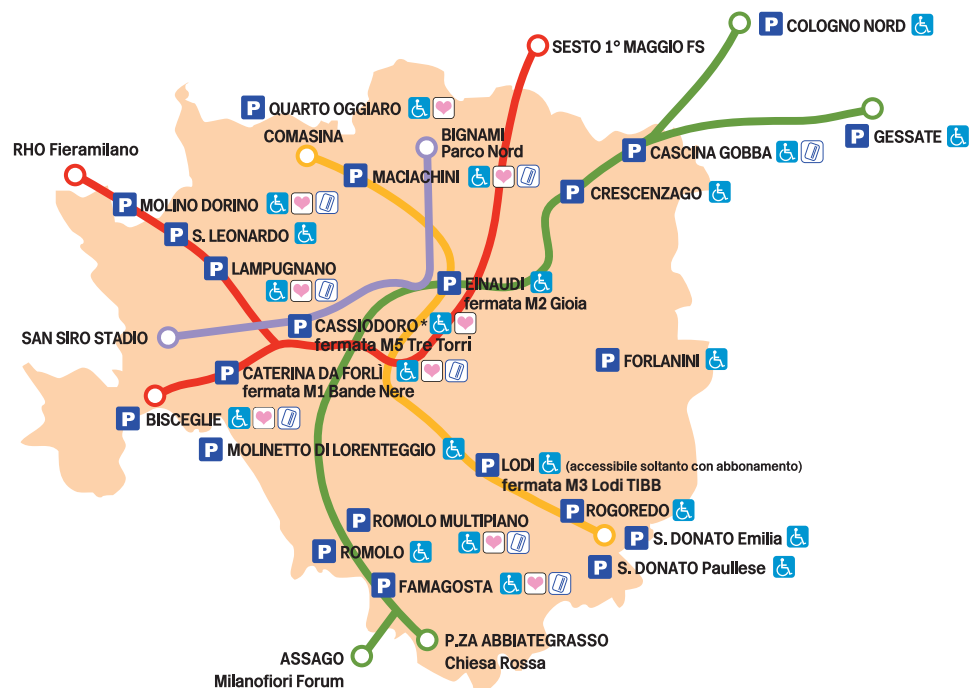 P COLOGNO NORD
SESTO 1° MAGGIO FS
P QUARTO OGGIARO
COMASINA
BIGNAMI
Parco Nord
P GESSATE
P CASCINA GOBBA
RHO Fieramilano
P MACIACHINI
P CRESCENZAGO
P MOLINO DORINO
P S. LEONARDO
P LAMPUGNANO
P EINAUDI
fermata M2 Gioia
SAN SIRO STADIO
P CASSIODORO*
fermata M5 Tre Torri
P FORLANINI
P CATERINA DA FORLÌ
fermata M1 Bande Nere
P BISCEGLIE
P MOLINETTO DI LORENTEGGIO
P LODI (accessibile soltanto con abbonamento)
fermata M3 Lodi TIBB
P ROGOREDO
P ROMOLO MULTIPIANO
P S. DONATO Emilia
P ROMOLO
P S. DONATO Paullese
P FAMAGOSTA
P.ZA ABBIATEGRASSO
Chiesa Rossa
ASSAGO
Milanofiori Forum